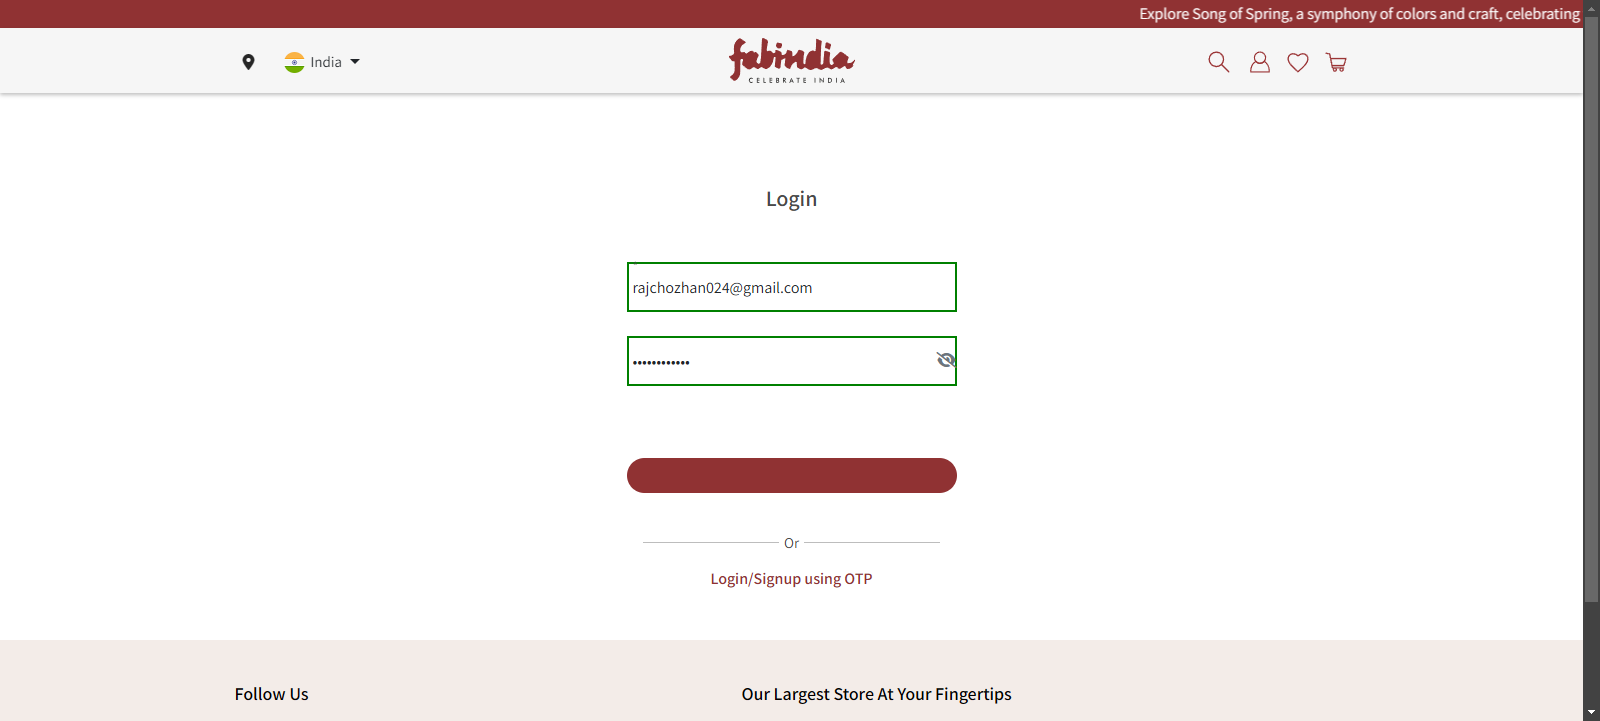 Explore Song of Spring, a symphony of colors and craft, celebrating
India
fabindia
CELEBRATE INDIA
Login
rajchozhan024@gmail.com
••••••••••••
Or
Login/Signup using OTP
Follow Us
Our Largest Store At Your Fingertips